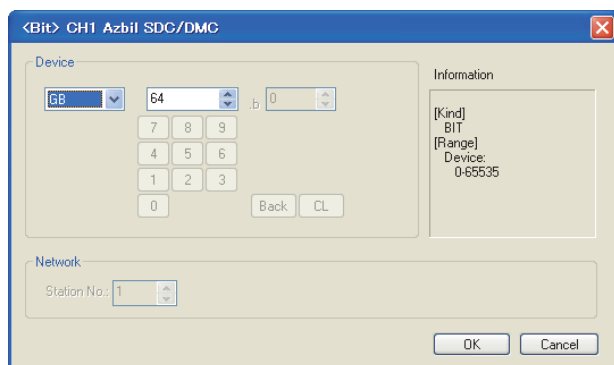 <Bit> CH1 Azbil SDC/DMC
Device
GB 64 .b 0
7 8 9
4 5 6
1 2 3
0 Back CL
Information
[Kind]
BIT
[Range]
Device:
0-65535
Network
Station No.: 1
OK Cancel